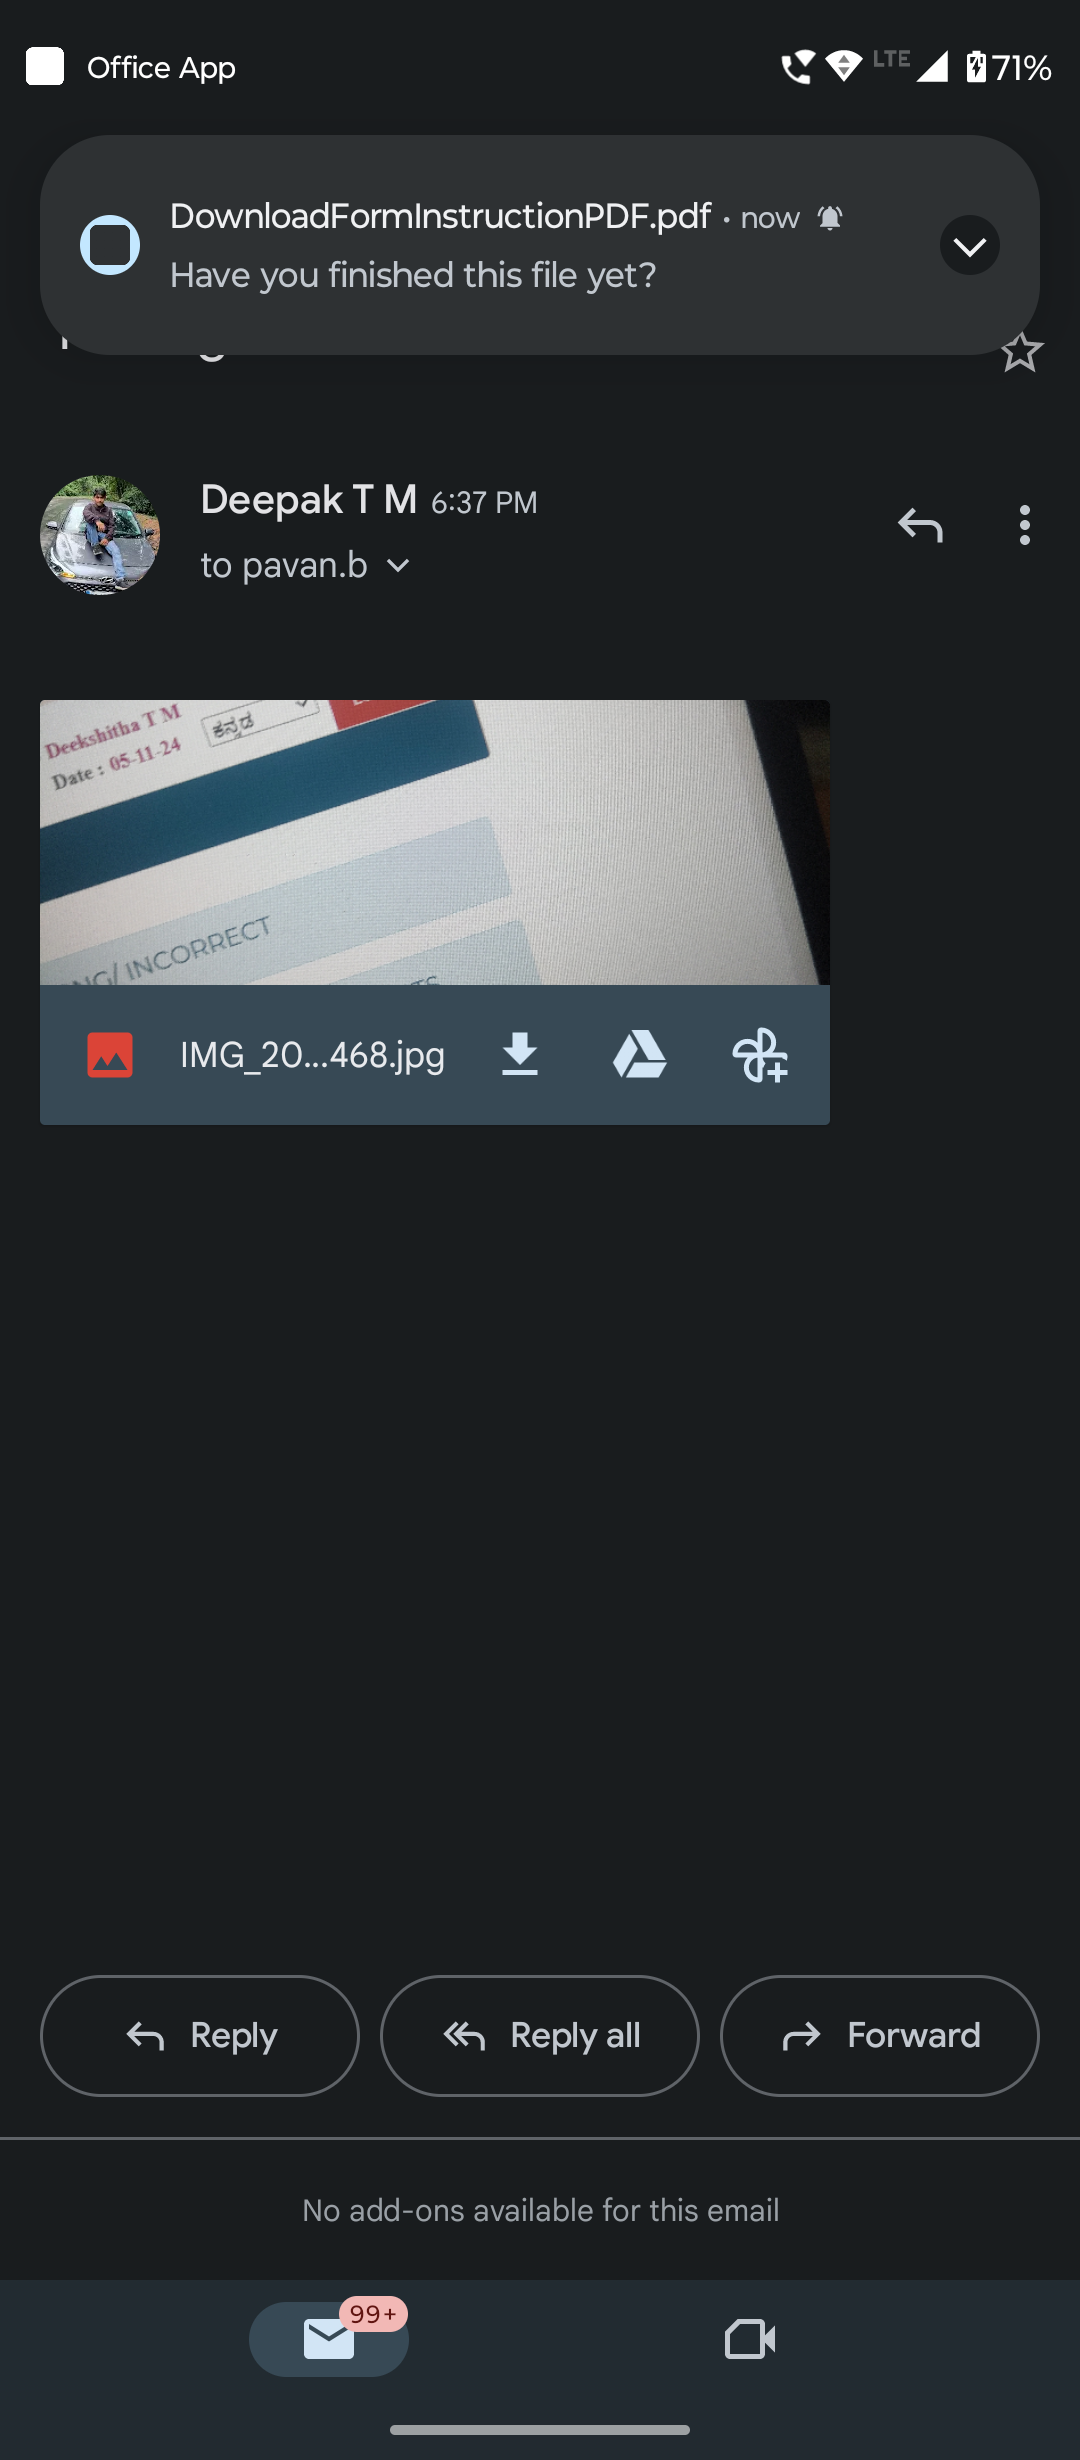 Office App
LTE
71%
DownloadFormInstructionPDF.pdf • now
Have you finished this file yet?
Deepak T M 6:37 PM
to pavan.b
Deekshitha T M
ಕನ್ನಡ
Date : 05-11-24
INCORRECT
IMG_20...468.jpg
Reply
Reply all
Forward
No add-ons available for this email
99+